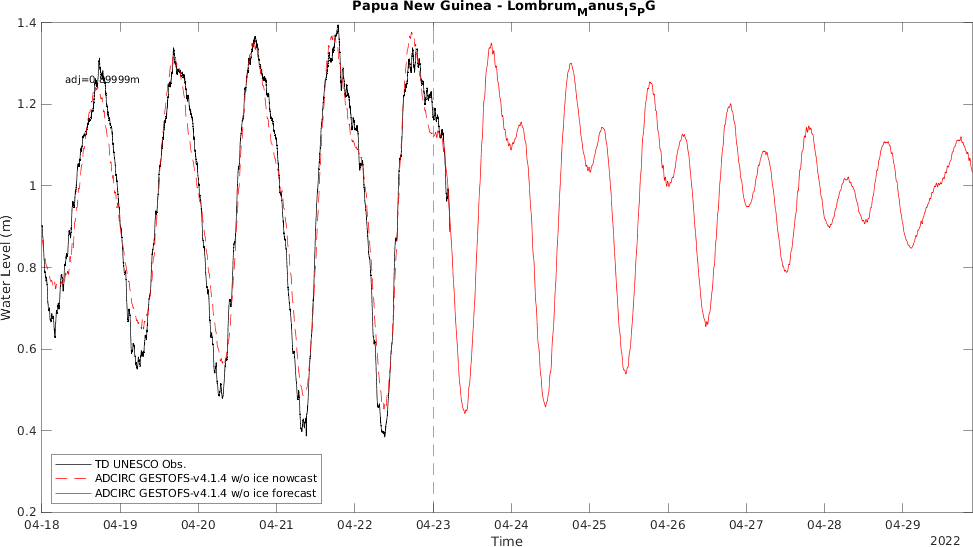 Papua New Guinea - LombrumManusIsPG
1.4
1.2
1
0.8
0.6
0.4
0.2
Water Level (m)
adj=0.89999m
TD UNESCO Obs.
ADCIRC GESTOFS-v4.1.4 w/o ice nowcast
ADCIRC GESTOFS-v4.1.4 w/o ice forecast
04-18 04-19 04-20 04-21 04-22 04-23 04-24 04-25 04-26 04-27 04-28 04-29
Time
2022